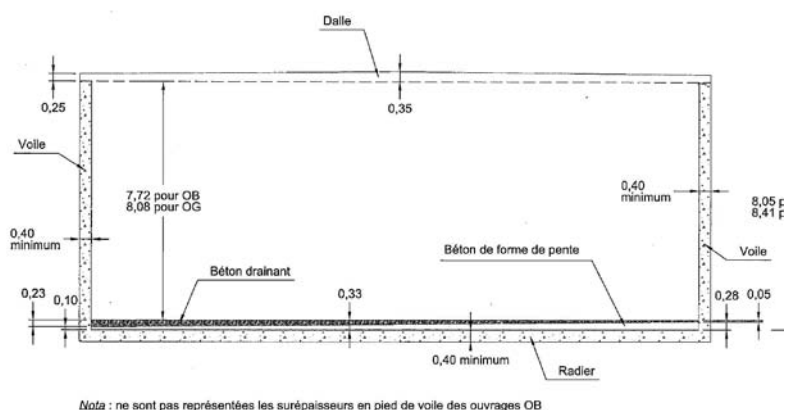 Dalle
0,25
0,35
Voile
7,72 pour OB
8,08 pour OG
0,40
minimum
8,05 p
8,41 p
0,40
minimum
Béton de forme de pente
Voile
Béton drainant
0,23
0,10
0,33
0,28
0,05
0,40 minimum
Radier
Nota : ne sont pas représentées les surépaisseurs en pied de voile des ouvrages OB